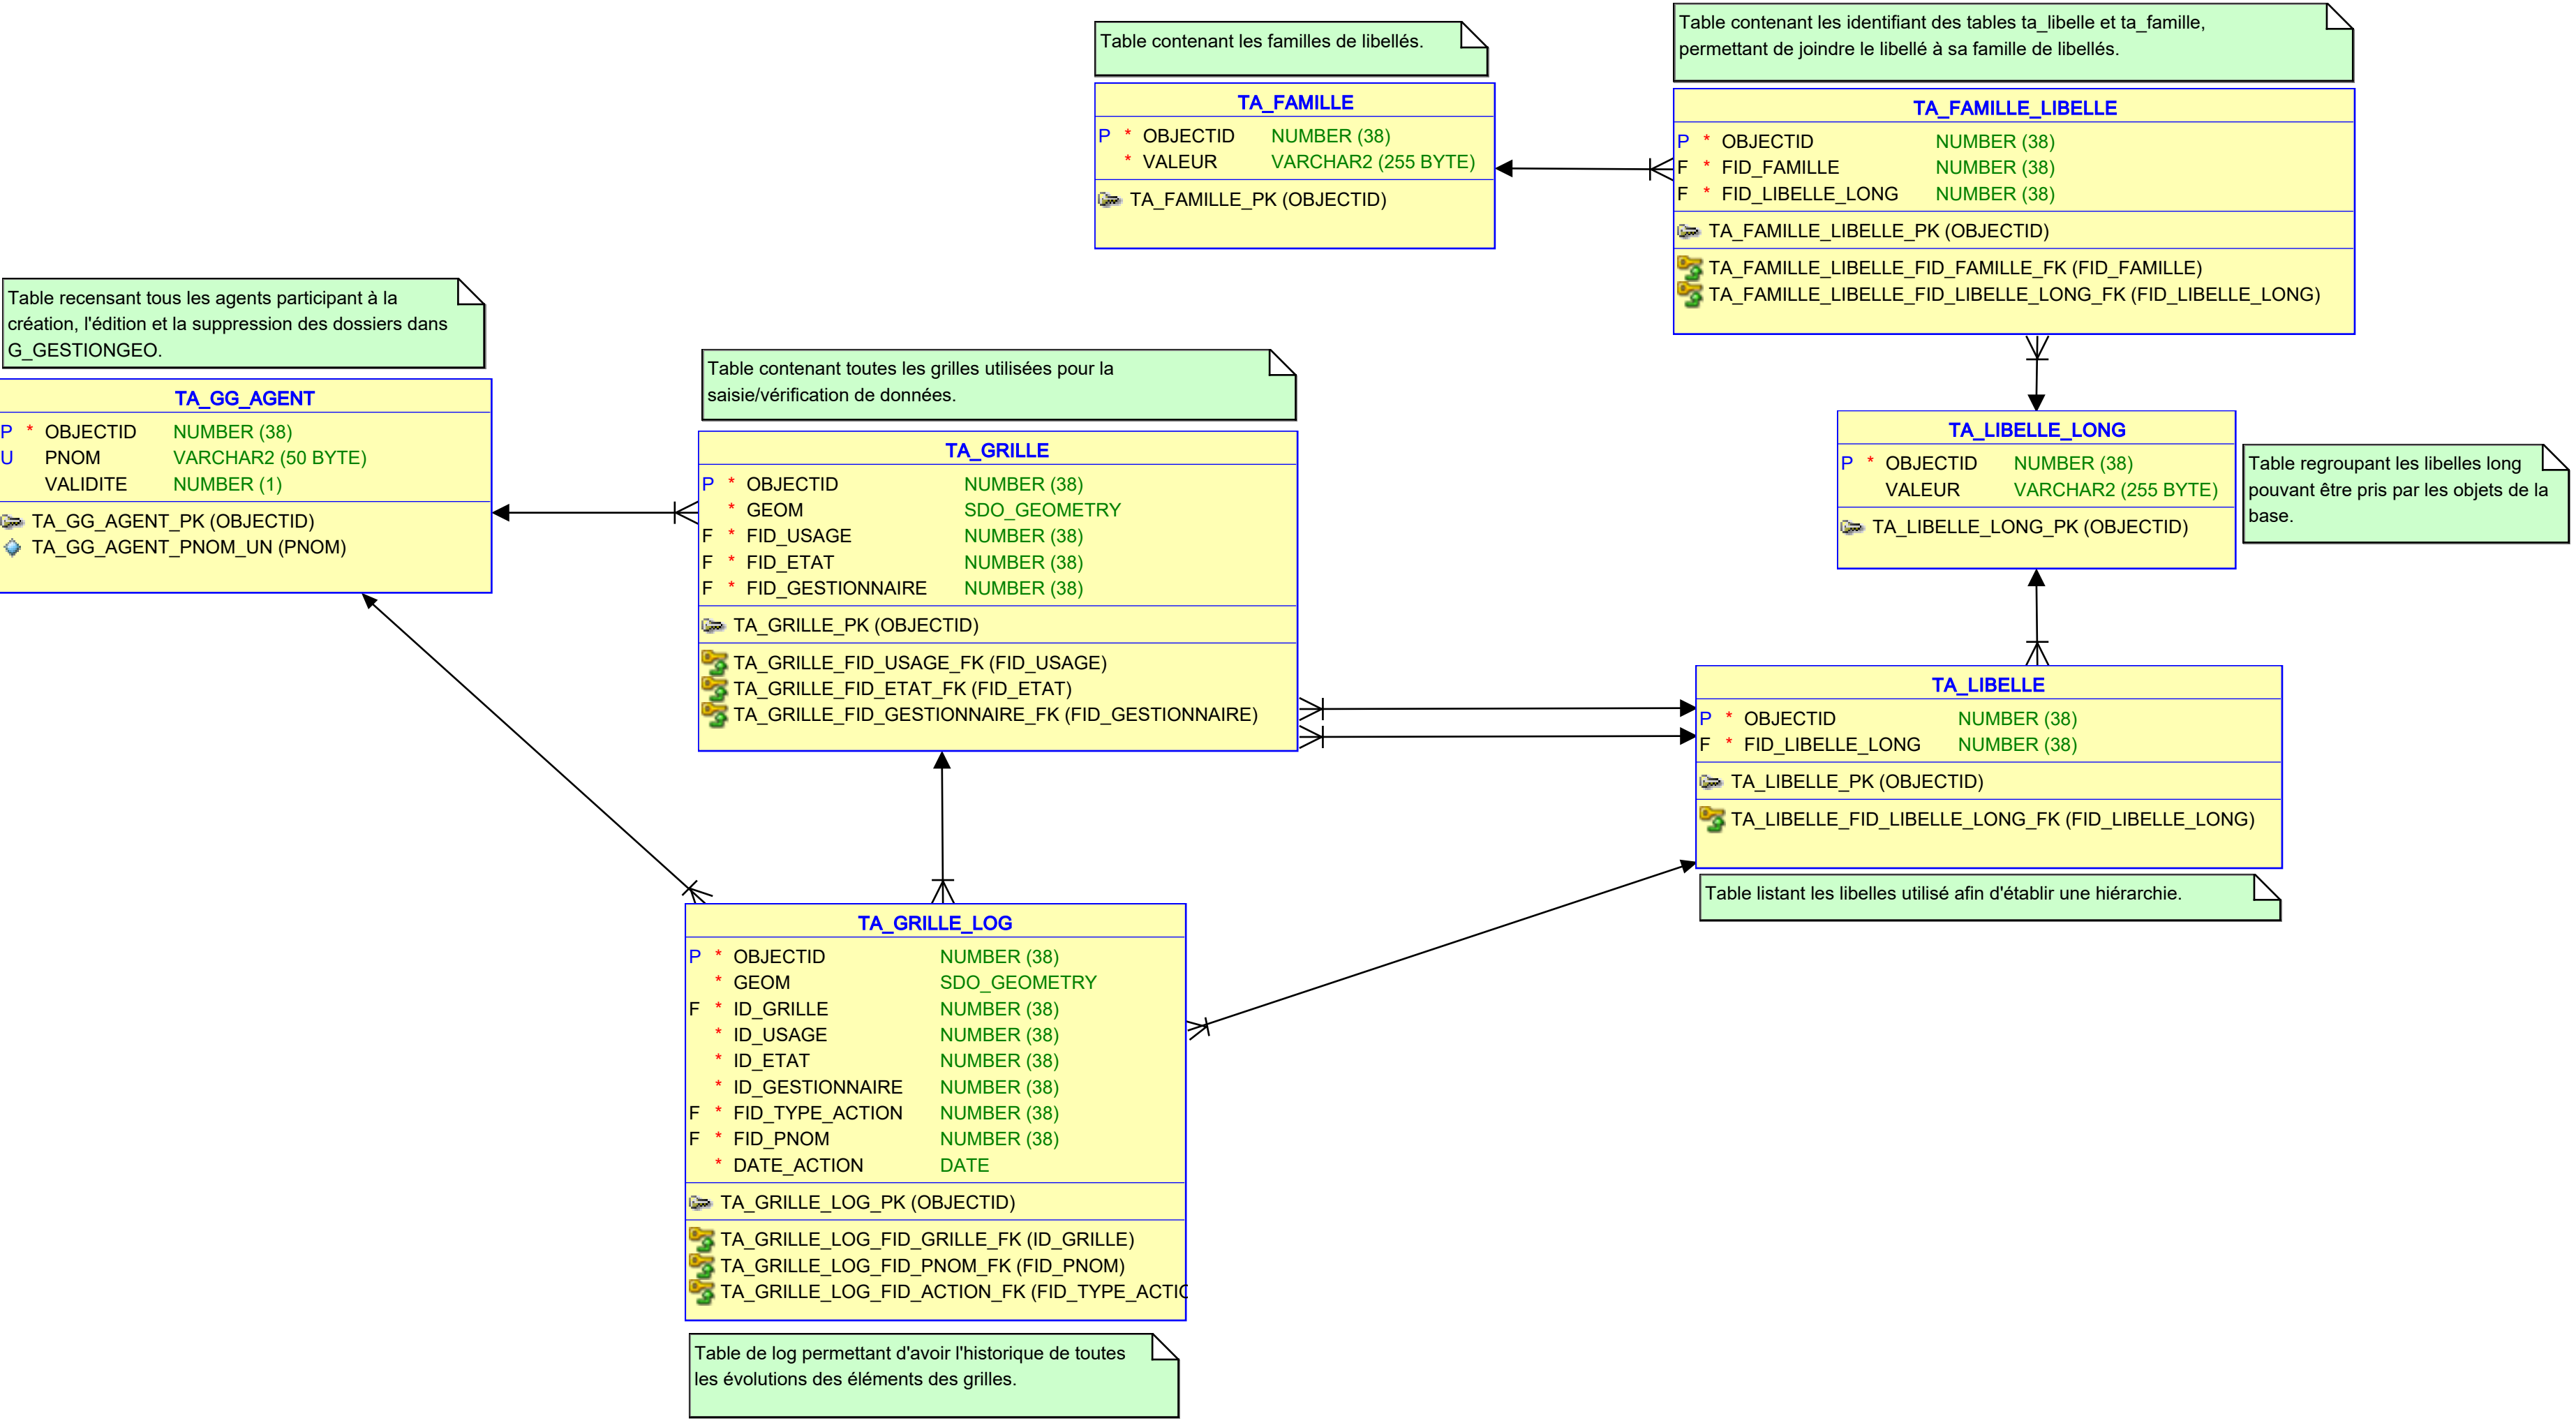 Table contenant les familles de libellés.
TA_FAMILLE
P * OBJECTID NUMBER (38)
* VALEUR VARCHAR2 (255 BYTE)
TA_FAMILLE_PK (OBJECTID)
Table contenant les identifiant des tables ta_libelle et ta_famille,
permettant de joindre le libellé à sa famille de libellés.
TA_FAMILLE_LIBELLE
P * OBJECTID NUMBER (38)
F * FID_FAMILLE NUMBER (38)
F * FID_LIBELLE_LONG NUMBER (38)
TA_FAMILLE_LIBELLE_PK (OBJECTID)
TA_FAMILLE_LIBELLE_FID_FAMILLE_FK (FID_FAMILLE)
TA_FAMILLE_LIBELLE_FID_LIBELLE_LONG_FK (FID_LIBELLE_LONG)
Table recensant tous les agents participant à la
création, l'édition et la suppression des dossiers dans
G_GESTIONGEO.
TA_GG_AGENT
P * OBJECTID NUMBER (38)
U PNOM VARCHAR2 (50 BYTE)
VALIDITE NUMBER (1)
TA_GG_AGENT_PK (OBJECTID)
TA_GG_AGENT_PNOM_UN (PNOM)
Table contenant toutes les grilles utilisées pour la
saisie/vérification de données.
TA_GRILLE
P * OBJECTID NUMBER (38)
* GEOM SDO_GEOMETRY
F * FID_USAGE NUMBER (38)
F * FID_ETAT NUMBER (38)
F * FID_GESTIONNAIRE NUMBER (38)
TA_GRILLE_PK (OBJECTID)
TA_GRILLE_FID_USAGE_FK (FID_USAGE)
TA_GRILLE_FID_ETAT_FK (FID_ETAT)
TA_GRILLE_FID_GESTIONNAIRE_FK (FID_GESTIONNAIRE)
TA_LIBELLE_LONG
P * OBJECTID NUMBER (38)
VALEUR VARCHAR2 (255 BYTE)
TA_LIBELLE_LONG_PK (OBJECTID)
Table regroupant les libelles long
pouvant être pris par les objets de la
base.
TA_LIBELLE
P * OBJECTID NUMBER (38)
F * FID_LIBELLE_LONG NUMBER (38)
TA_LIBELLE_PK (OBJECTID)
TA_LIBELLE_FID_LIBELLE_LONG_FK (FID_LIBELLE_LONG)
Table listant les libelles utilisé afin d'établir une hiérarchie.
TA_GRILLE_LOG
P * OBJECTID NUMBER (38)
* GEOM SDO_GEOMETRY
F * ID_GRILLE NUMBER (38)
* ID_USAGE NUMBER (38)
* ID_ETAT NUMBER (38)
* ID_GESTIONNAIRE NUMBER (38)
F * FID_TYPE_ACTION NUMBER (38)
F * FID_PNOM NUMBER (38)
* DATE_ACTION DATE
TA_GRILLE_LOG_PK (OBJECTID)
TA_GRILLE_LOG_FID_GRILLE_FK (ID_GRILLE)
TA_GRILLE_LOG_FID_PNOM_FK (FID_PNOM)
TA_GRILLE_LOG_FID_ACTION_FK (FID_TYPE_ACTIO
Table de log permettant d'avoir l'historique de toutes
les évolutions des éléments des grilles.